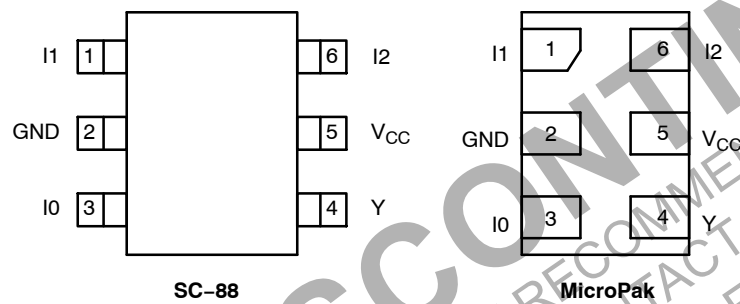 I1 1 6 I2
GND 2 5 VCC
I0 3 4 Y
SC–88
I1 1 6 I2
GND 2 5 VCC
I0 3 4 Y
MicroPak